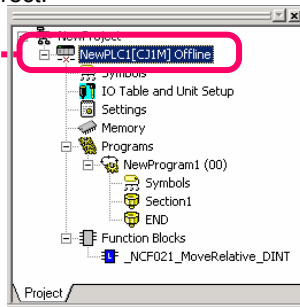 NewProject
NewPLC1[CJ1M] Offline
Symbols
IO Table and Unit Setup
Settings
Memory
Programs
NewProgram1 (00)
Symbols
Section1
END
Function Blocks
_NCF021_MoveRelative_DINT
Project